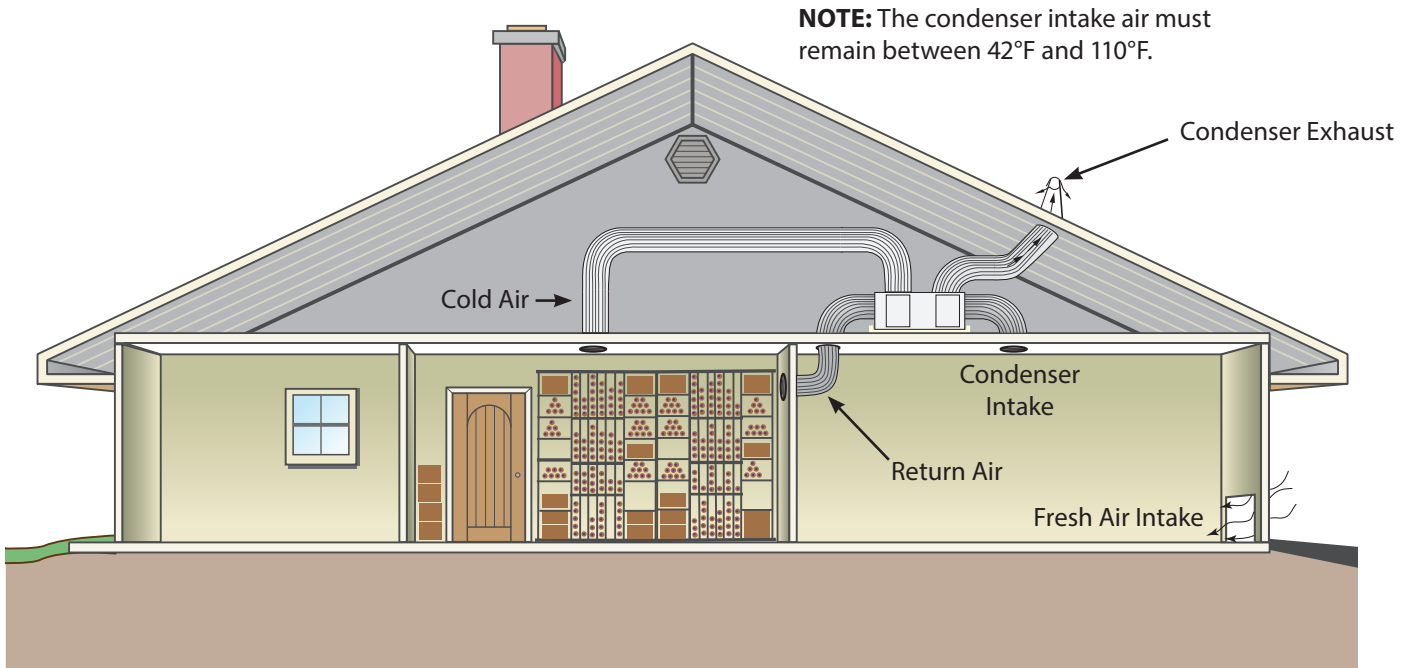 NOTE: The condenser intake air must
remain between 42°F and 110°F.
Condenser Exhaust
Cold Air
Condenser
Intake
Return Air
Fresh Air Intake